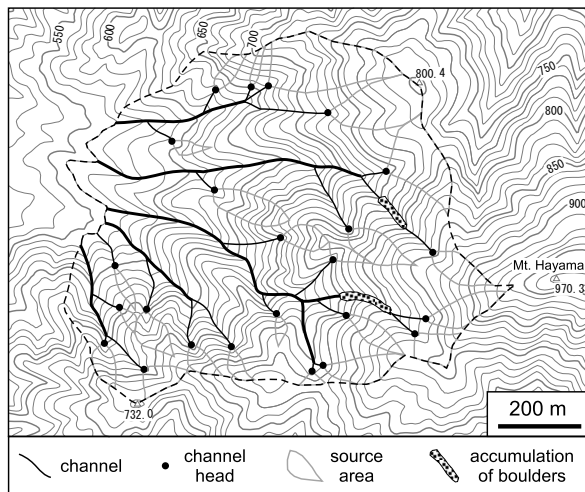 550
600
650
700
800.4
750
800
850
900
Mt. Hayama
970.3
732.0
200 m
channel
channel
head
source
area
accumulation
of boulders